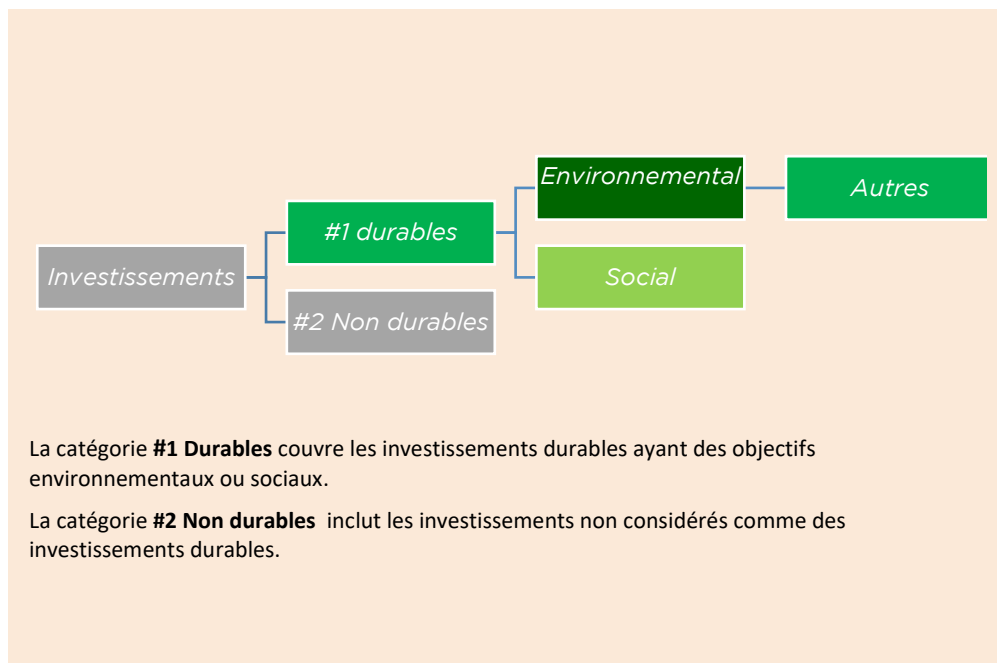 Environnemental
Autres
#1 durables
Investissements
Social
#2 Non durables
La catégorie #1 Durables couvre les investissements durables ayant des objectifs
environnementaux ou sociaux.
La catégorie #2 Non durables inclut les investissements non considérés comme des
investissements durables.